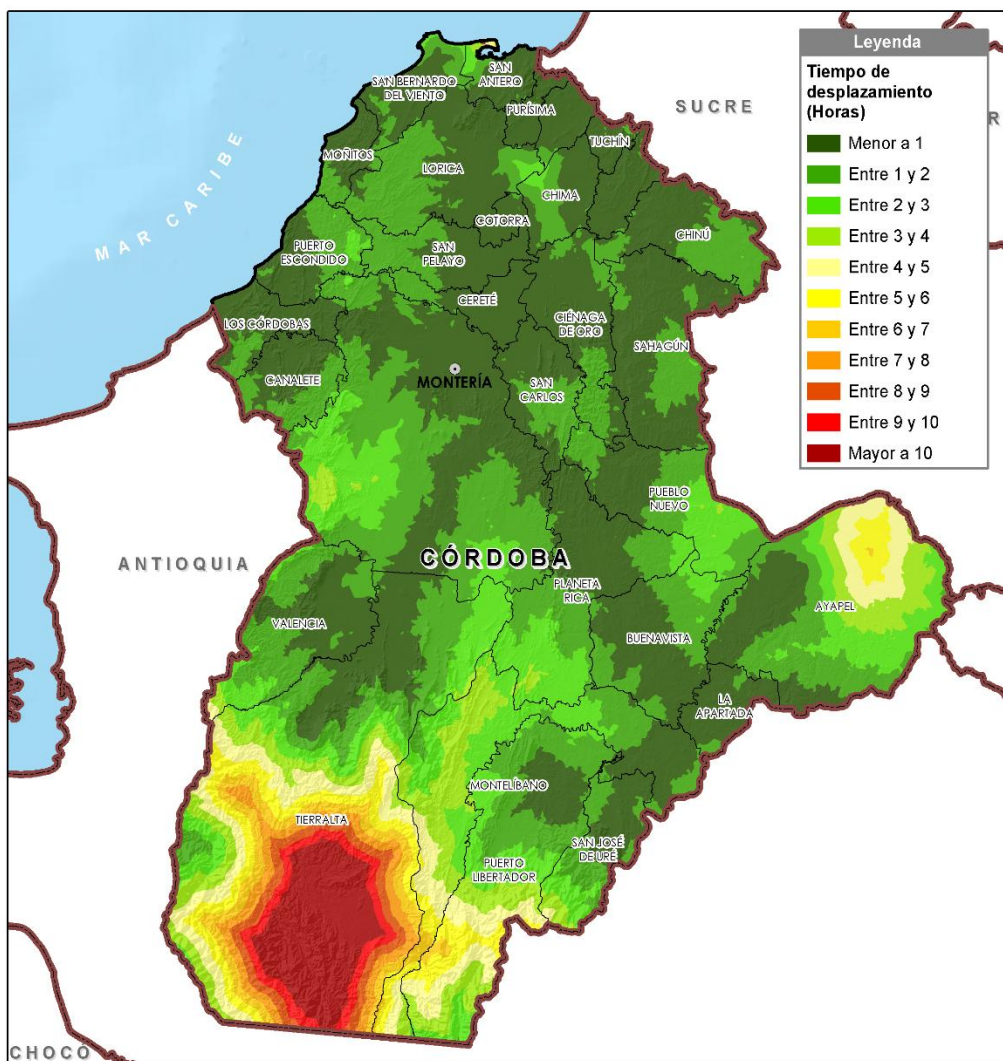 Leyenda
Tiempo de
desplazamiento
(Horas)
Menor a 1
Entre 1 y 2
Entre 2 y 3
Entre 3 y 4
Entre 4 y 5
Entre 5 y 6
Entre 6 y 7
Entre 7 y 8
Entre 8 y 9
Entre 9 y 10
Mayor a 10
SAN
ANTERO
SAN BERNARDO
DEL VIENTO
PURÍSIMA
SUCRE
R
TUCHÍN
MOÑITOS
LORICA
CHIMA
MAR CARIBE
COTORRA
CHINÚ
PUERTO
ESCONDIDO
SAN
PELAYO
CERETÉ
LOS CÓRDOBAS
CIÉNAGA
DE ORO
SAHAGÚN
CANALETE
MONTERÍA
SAN
CARLOS
PUEBLO
NUEVO
ANTIOQUIA
CÓRDOBA
PLANETA
RICA
AYAPEL
VALENCIA
BUENAVISTA
LA
APARTADA
MONTELÍBANO
TIERRALTA
SAN JOSÉ
DE URÉ
PUERTO
LIBERTADOR
CHOCÓ